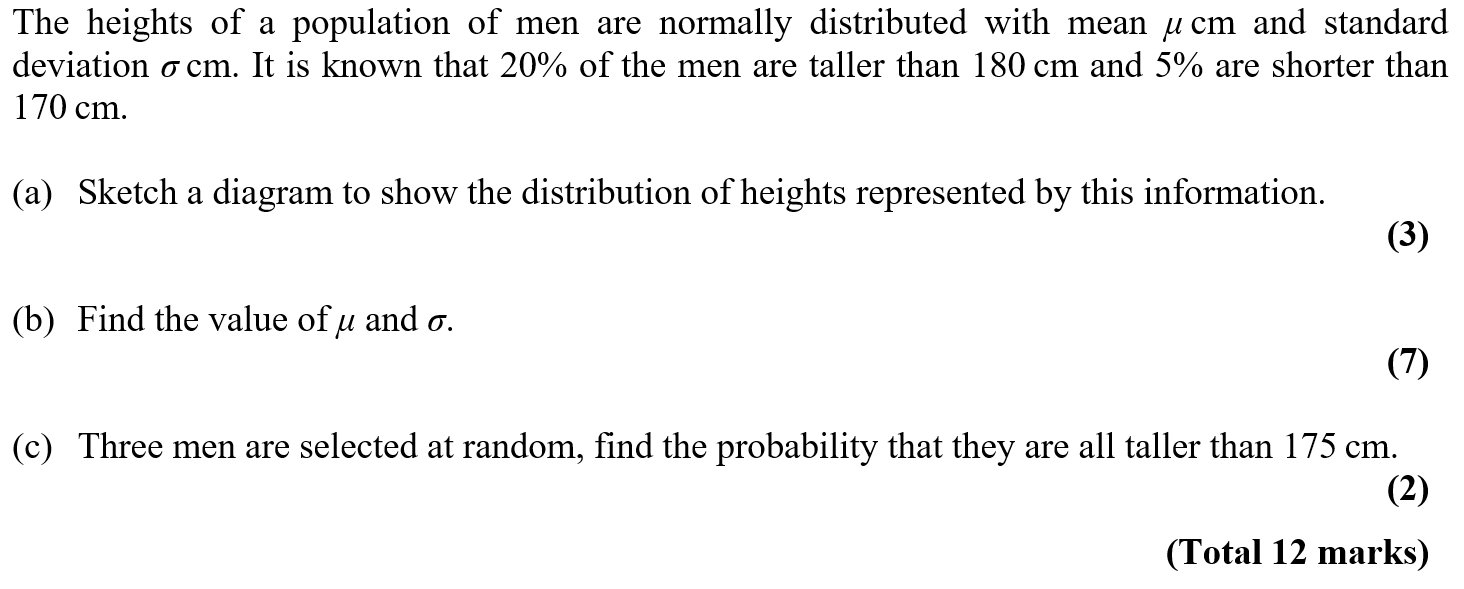 The heights of a population of men are normally distributed with mean μ cm and standard
deviation σ cm. It is known that 20% of the men are taller than 180 cm and 5% are shorter than
170 cm.
(a) Sketch a diagram to show the distribution of heights represented by this information.
(3)
(b) Find the value of μ and σ.
(7)
(c) Three men are selected at random, find the probability that they are all taller than 175 cm.
(2)
(Total 12 marks)